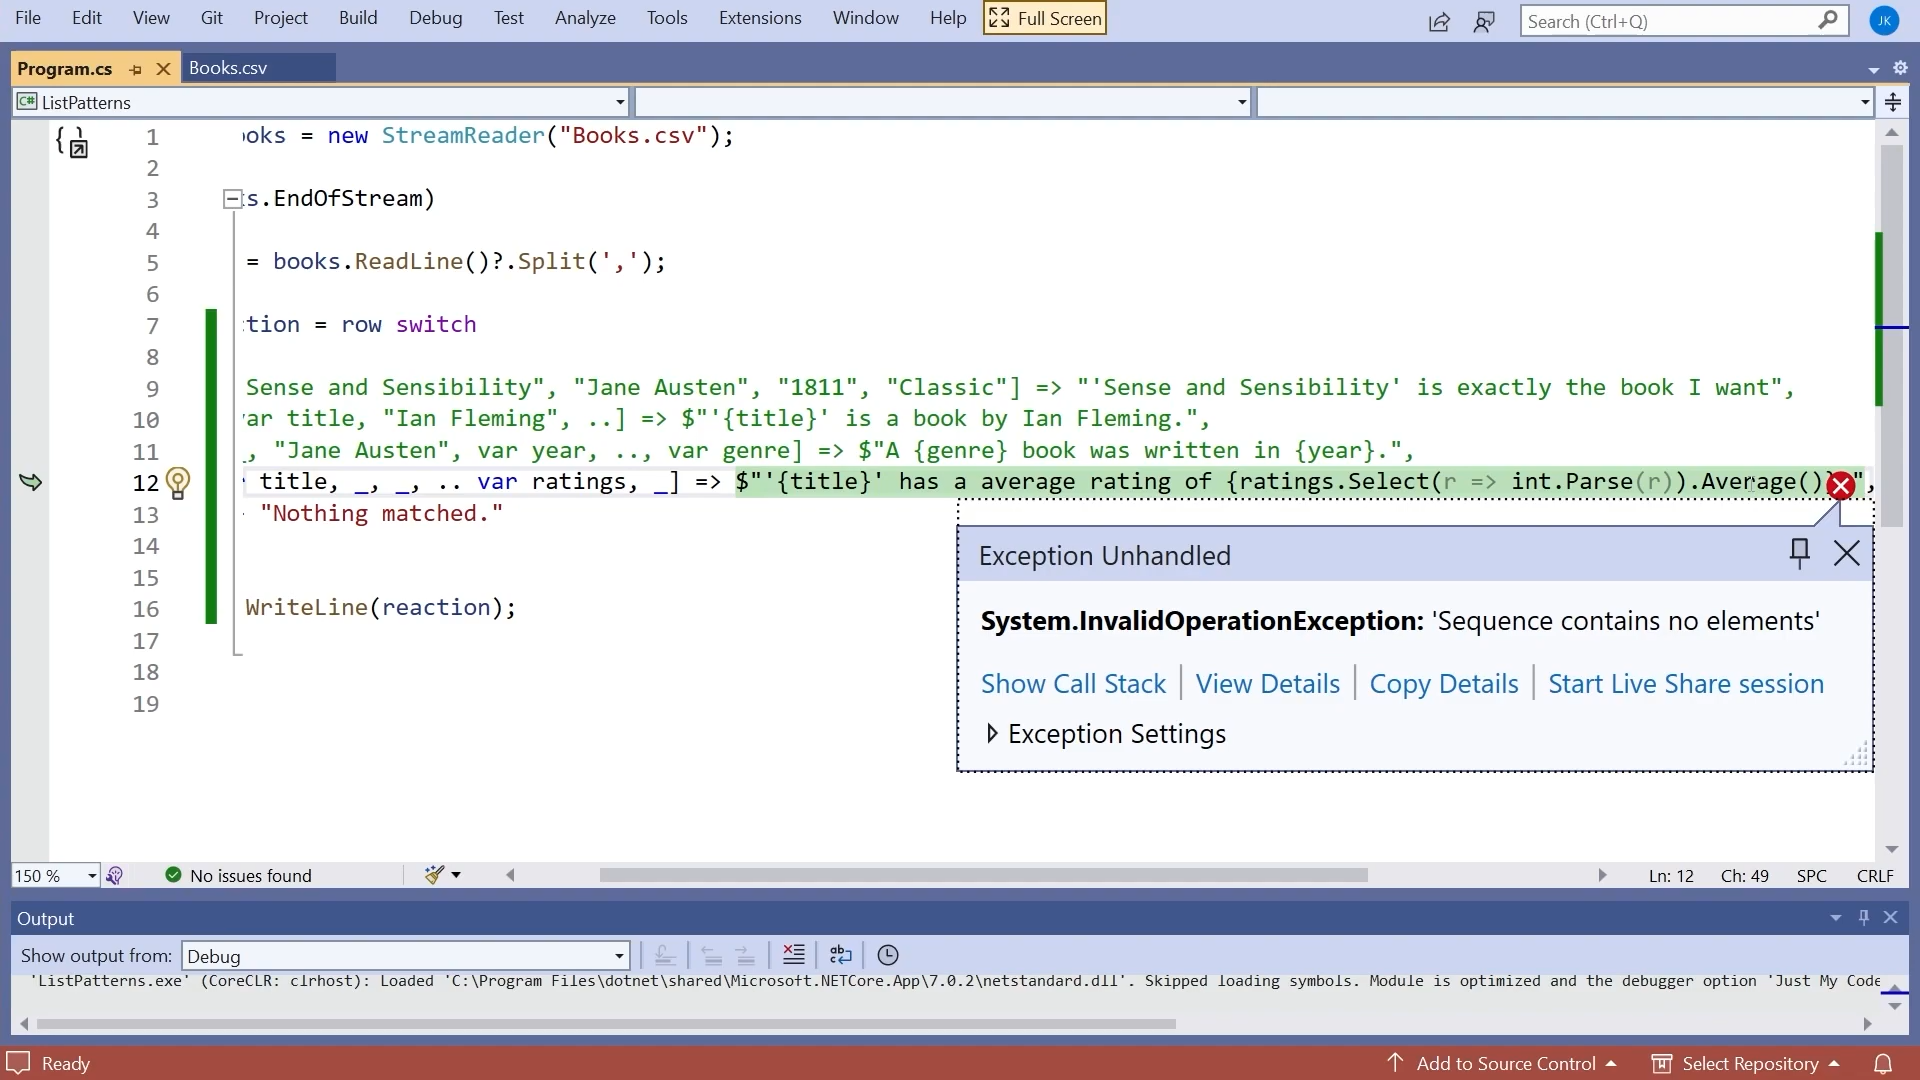 File Edit View Git Project Build Debug Test Analyze Tools Extensions Window Help Full Screen Search (Ctrl+Q) JK
Program.cs Books.csv
C# ListPatterns
1 ooks = new StreamReader("Books.csv");
2
3 s.EndOfStream)
4
5 = books.ReadLine()?.Split(',');
6
7 tion = row switch
8
9 Sense and Sensibility", "Jane Austen", "1811", "Classic"] => "'Sense and Sensibility' is exactly the book I want",
10 var title, "Ian Fleming", ..] => $"'{title}' is a book by Ian Fleming.",
11 _, "Jane Austen", var year, .., var genre] => $"A {genre} book was written in {year}.",
12 title, _, _, .. var ratings, _] => $"'{title}' has a average rating of {ratings.Select(r => int.Parse(r)).Average()} ",
13 "Nothing matched."
14
15
16 WriteLine(reaction);
17
18
19
Exception Unhandled
System.InvalidOperationException: 'Sequence contains no elements'
Show Call Stack | View Details | Copy Details | Start Live Share session
Exception Settings
150 % No issues found Ln: 12 Ch: 49 SPC CRLF
Output
Show output from: Debug
'ListPatterns.exe' (CoreCLR: clrhost): Loaded 'C:\Program Files\dotnet\shared\Microsoft.NETCore.App\7.0.2\netstandard.dll'. Skipped loading symbols. Module is optimized and the debugger option 'Just My Code
Ready Add to Source Control Select Repository